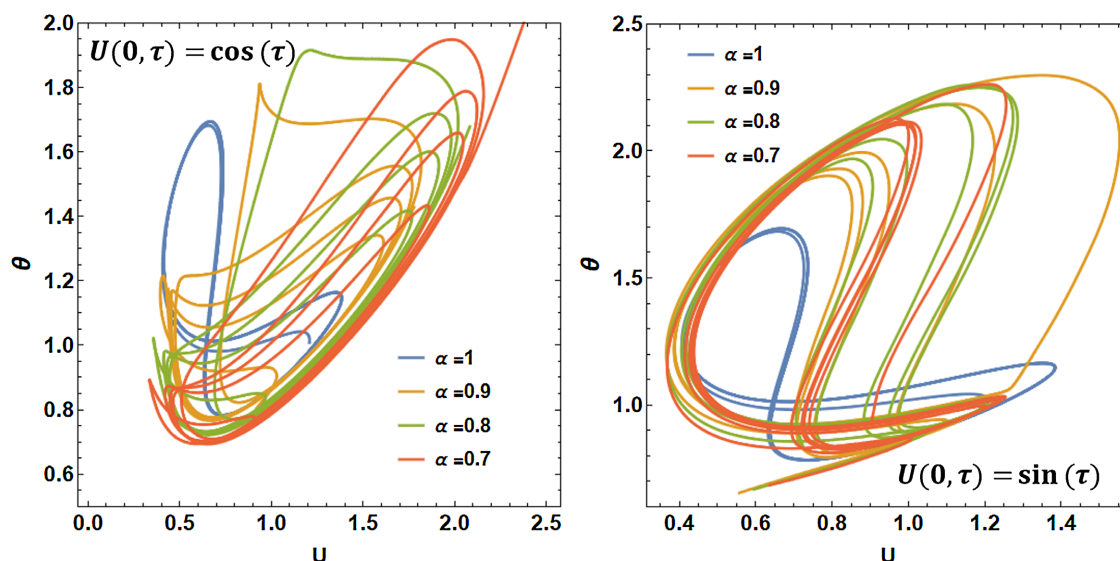 U(0, τ) = cos (τ)
2.0
1.8
1.6
1.4
1.2
1.0
0.8
0.6
θ
α =1
α =0.9
α =0.8
α =0.7
0.0 0.5 1.0 1.5 2.0 2.5
U
2.5
2.0
1.5
1.0
θ
α =1
α =0.9
α =0.8
α =0.7
U(0, τ) = sin (τ)
0.4 0.6 0.8 1.0 1.2 1.4
U